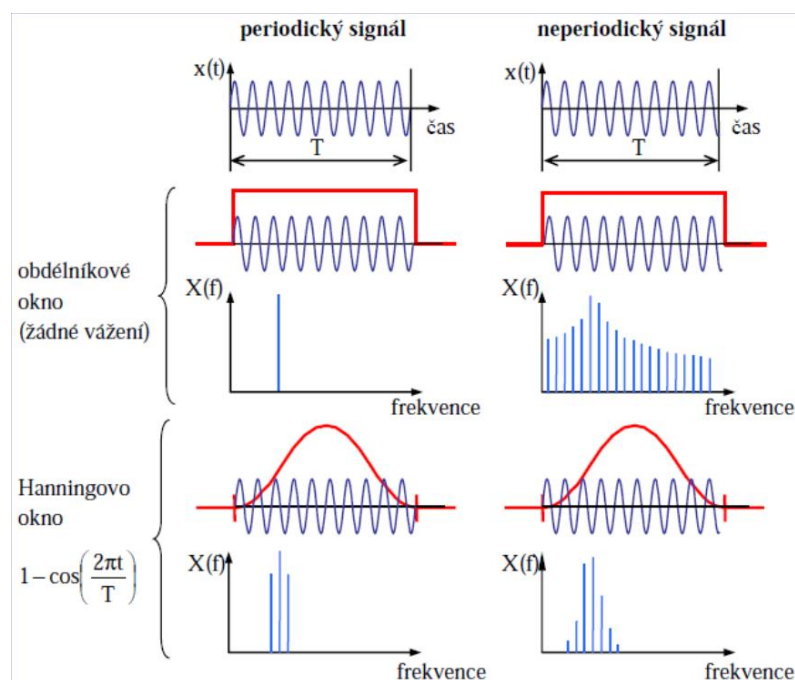 periodický signál
neperiodický signál
x(t)
čas
T
x(t)
čas
T
obdélníkové
okno
(žádné vážení)
X(f)
frekvence
X(f)
frekvence
Hanningovo
okno
1 – cos(2πt/T)
X(f)
frekvence
X(f)
frekvence